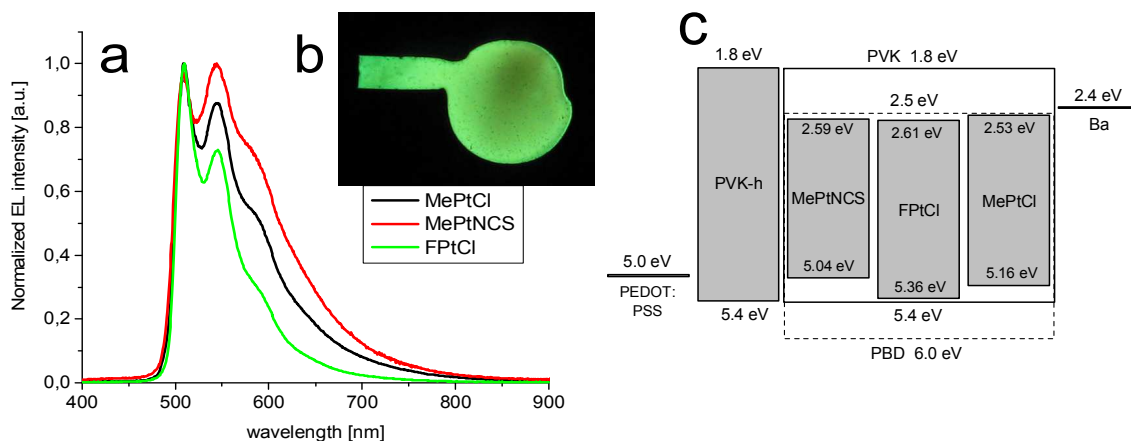 a
b
c
Normalized EL intensity [a.u.]
1,0
0,8
0,6
0,4
0,2
0,0
400
500
600
700
800
900
wavelength [nm]
MePtCl
MePtNCS
FPtCl
1.8 eV
PVK 1.8 eV
2.5 eV
2.4 eV
Ba
2.59 eV
2.61 eV
2.53 eV
PVK-h
MePtNCS
FPtCl
MePtCl
5.0 eV
PEDOT:
PSS
5.04 eV
5.36 eV
5.16 eV
5.4 eV
5.4 eV
PBD 6.0 eV